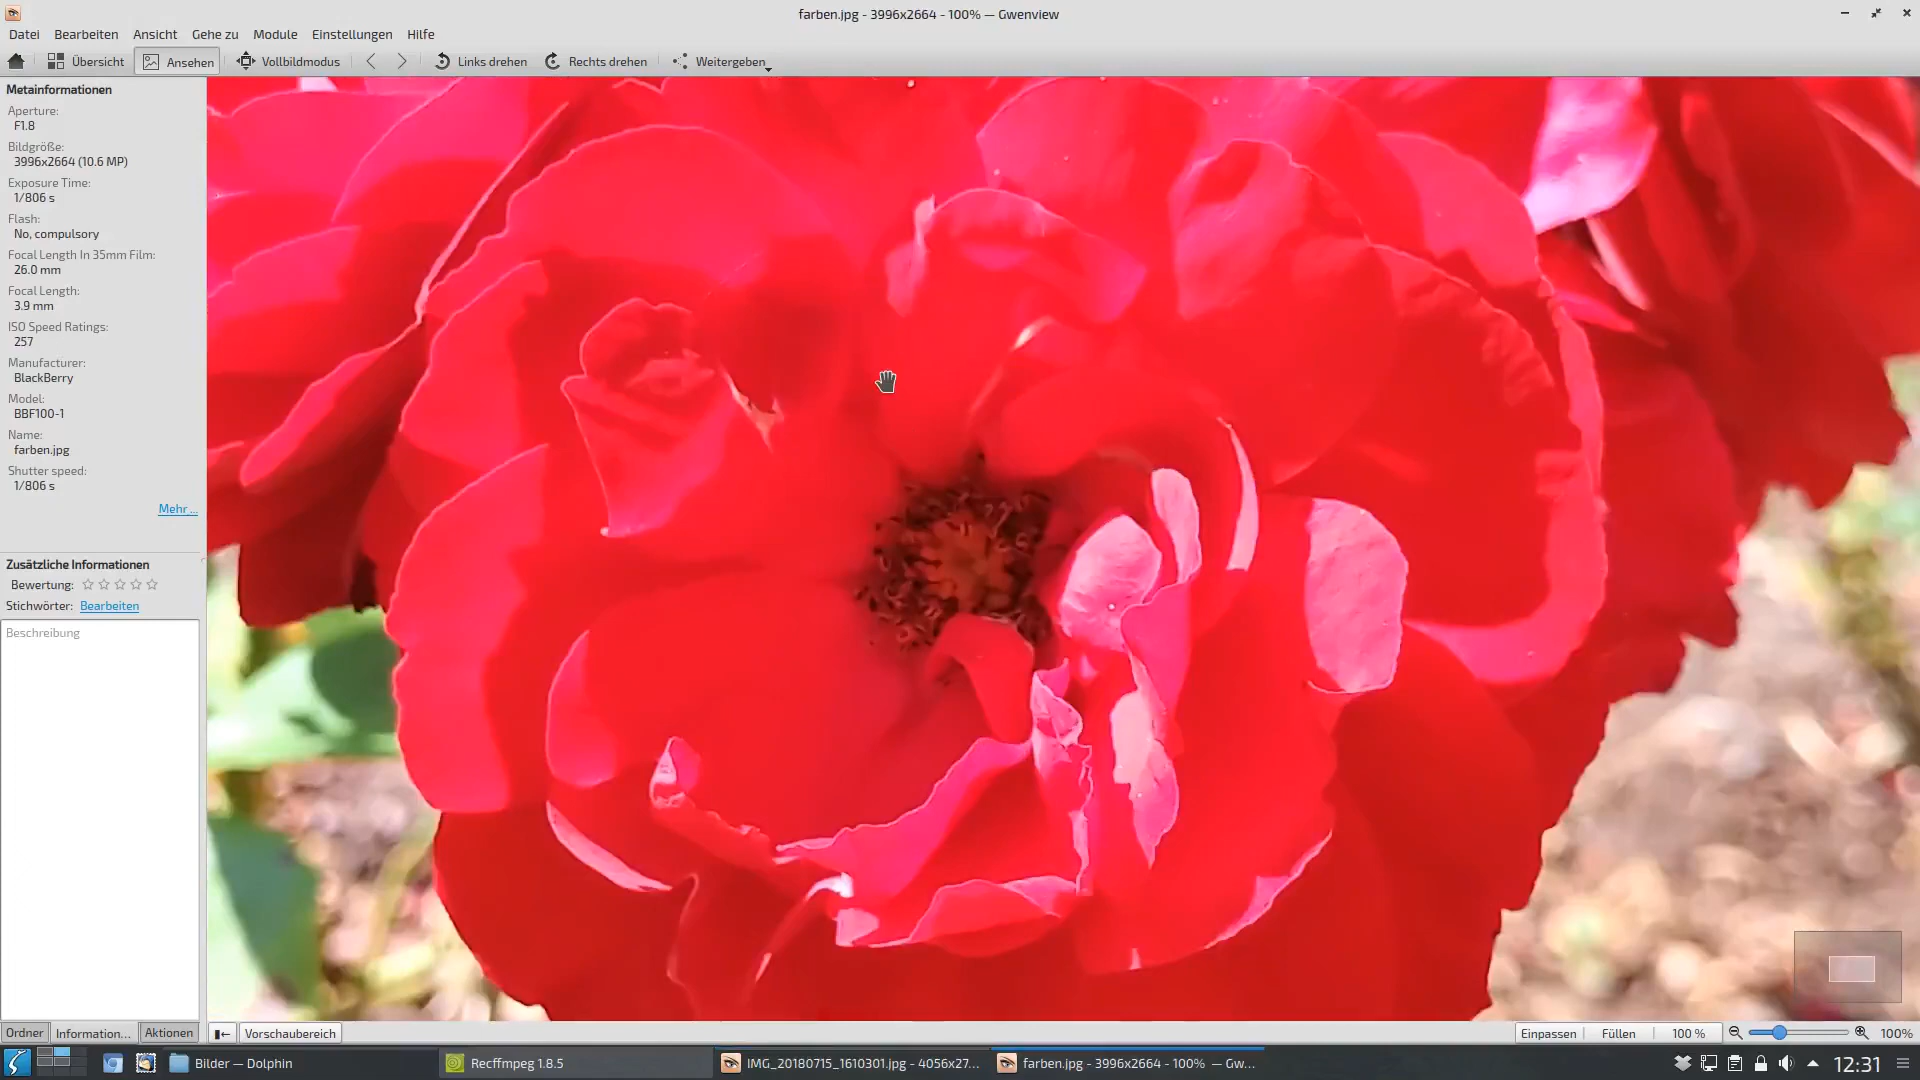 farben.jpg - 3996x2664 - 100% — Gwenview
Datei Bearbeiten Ansicht Gehe zu Module Einstellungen Hilfe
Übersicht Ansehen Vollbildmodus Links drehen Rechts drehen Weitergeben
Metainformationen
Aperture:
F1.8
Bildgröße:
3996x2664 (10.6 MP)
Exposure Time:
1/806 s
Flash:
No, compulsory
Focal Length In 35mm Film:
26.0 mm
Focal Length:
3.9 mm
ISO Speed Ratings:
257
Manufacturer:
BlackBerry
Model:
BBF100-1
Name:
farben.jpg
Shutter speed:
1/806 s
Mehr ...
Zusätzliche Informationen
Bewertung:
Stichwörter: Bearbeiten
Beschreibung
Ordner Information... Aktionen Vorschaubereich Einpassen Füllen 100 % 100%
Bilder — Dolphin Recffmpeg 1.8.5 IMG_20180715_1610301.jpg - 4056x27... farben.jpg - 3996x2664 - 100% — Gw... 12:31